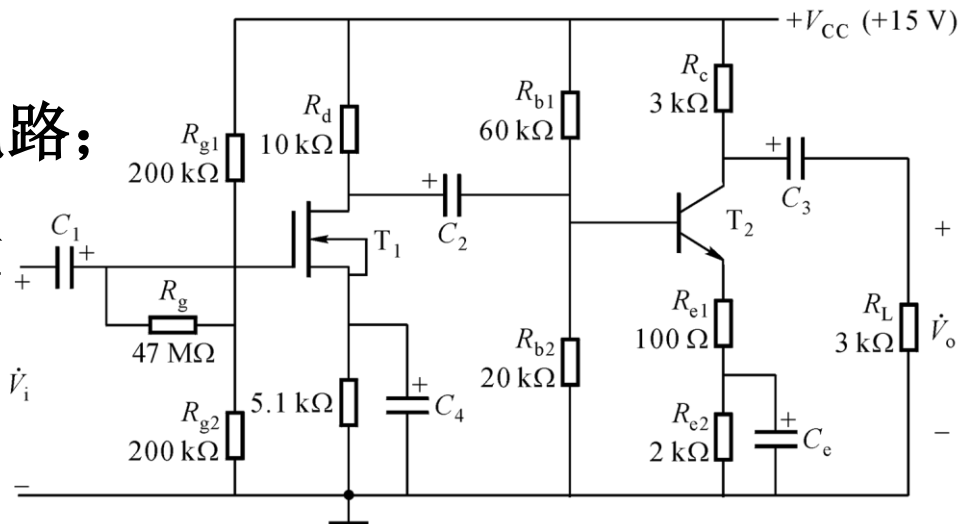 +V_CC (+15 V)
R_c
3 kΩ
R_b1
60 kΩ
R_d
10 kΩ
路；
R_g1
200 kΩ
C_3
C_2
T_1
T_2
C_1
R_g
47 MΩ
R_e1
100 Ω
R_L
3 kΩ
V̇_o
R_b2
20 kΩ
V̇_i
5.1 kΩ
C_4
R_g2
200 kΩ
R_e2
2 kΩ
C_e